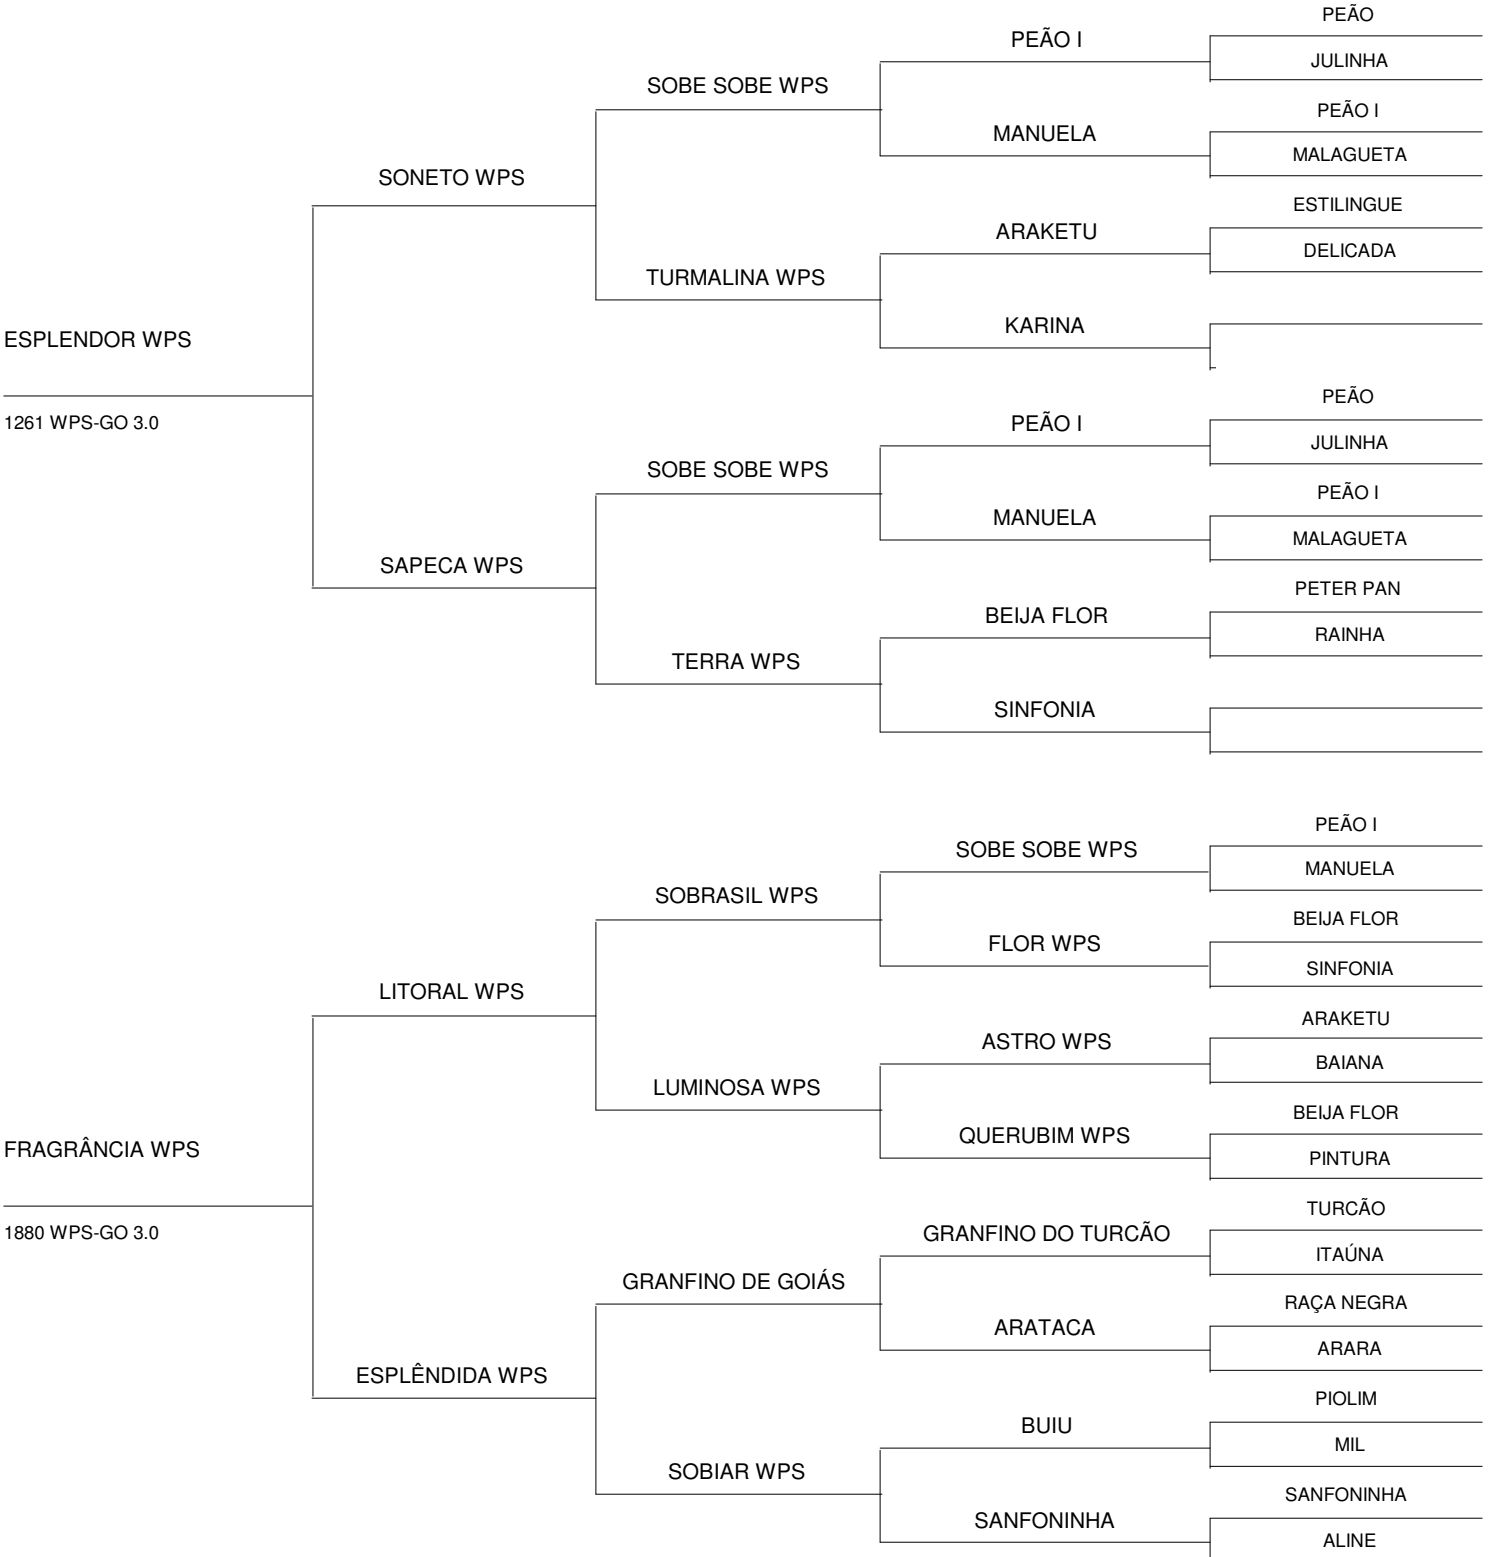 PEÃO
PEÃO I
JULINHA
SOBE SOBE WPS
PEÃO I
MANUELA
MALAGUETA
SONETO WPS
ESTILINGUE
ARAKETU
DELICADA
TURMALINA WPS
KARINA
ESPLENDOR WPS
PEÃO
1261 WPS-GO 3.0
PEÃO I
JULINHA
SOBE SOBE WPS
PEÃO I
MANUELA
MALAGUETA
SAPECA WPS
PETER PAN
BEIJA FLOR
RAINHA
TERRA WPS
SINFONIA
PEÃO I
SOBE SOBE WPS
MANUELA
SOBRASIL WPS
BEIJA FLOR
FLOR WPS
SINFONIA
LITORAL WPS
ARAKETU
ASTRO WPS
BAIANA
LUMINOSA WPS
BEIJA FLOR
QUERUBIM WPS
FRAGRÂNCIA WPS
PINTURA
TURCÃO
1880 WPS-GO 3.0
GRANFINO DO TURCÃO
ITAÚNA
GRANFINO DE GOIÁS
RAÇA NEGRA
ARATACA
ARARA
ESPLÊNDIDA WPS
PIOLIM
BUIU
MIL
SOBIAR WPS
SANFONINHA
SANFONINHA
ALINE